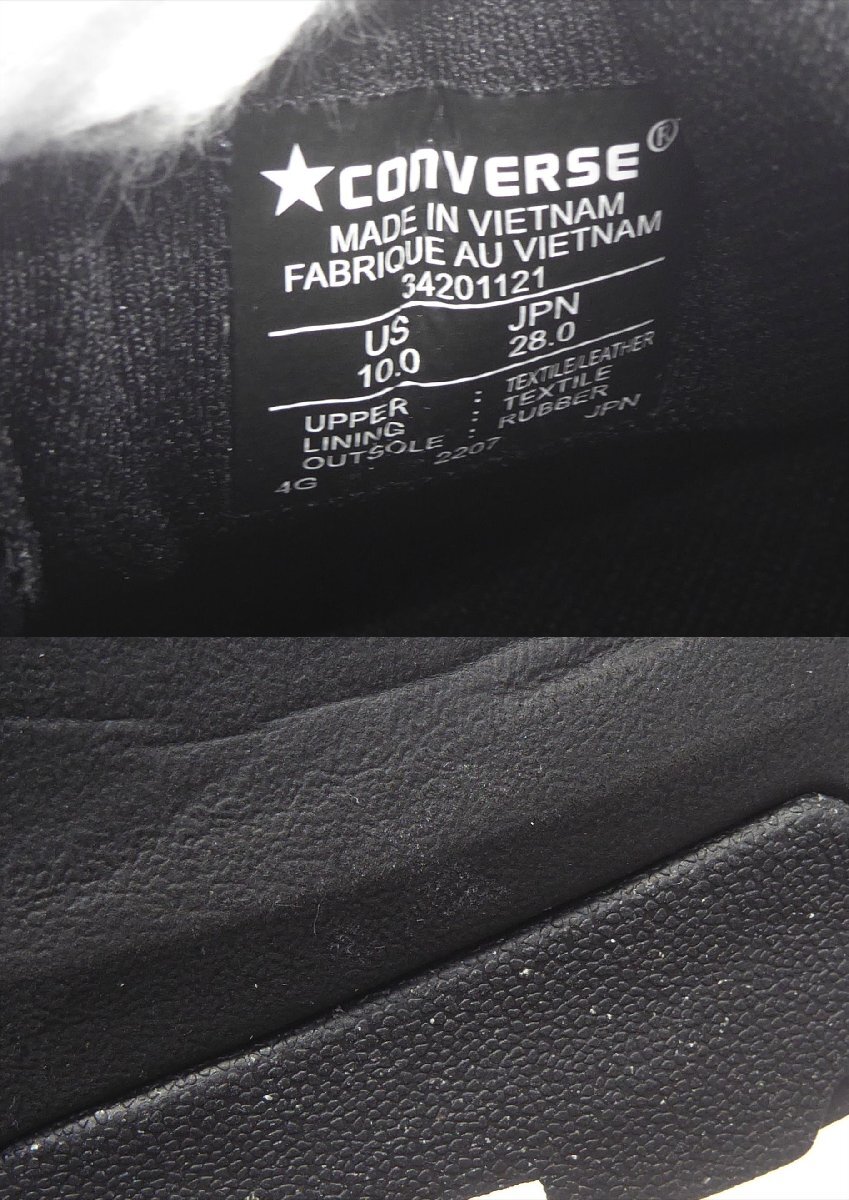 ★CONVERSE®
MADE IN VIETNAM
FABRIQUE AU VIETNAM
34201121
US JPN
10.0 28.0
UPPER : TEXTILE/LEATHER
LINING : TEXTILE
OUTSOLE : RUBBER
4G 2207 JPN